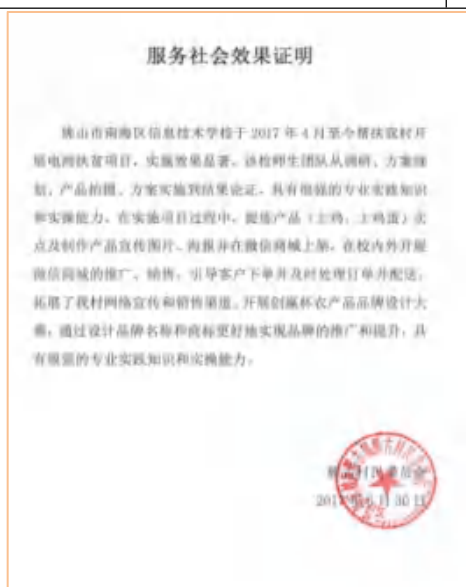 服务社会效果证明
佛山市南海区信息技术学校于 2017 年 4 月至今帮扶我村开
展电商扶贫项目，实施效果显著。该校师生团队从调研、方案策
划、产品拍摄、方案实施到结果论证，具有很强的专业实践知识
和实操能力。在实施项目过程中，提炼产品（土鸡、土鸡蛋）卖
点及制作产品宣传图片、海报并在微信商城上架，在校内外开展
微信商城的推广、销售，引导客户下单并及时处理订单并配送，
拓展了我村网络宣传和销售渠道。开展创赢杯农产品品牌设计大
赛，通过设计品牌名称和商标更好地实现品牌的推广和提升，具
有很强的专业实践知识和实操能力。
村民委员会
2017 年 月 30 日